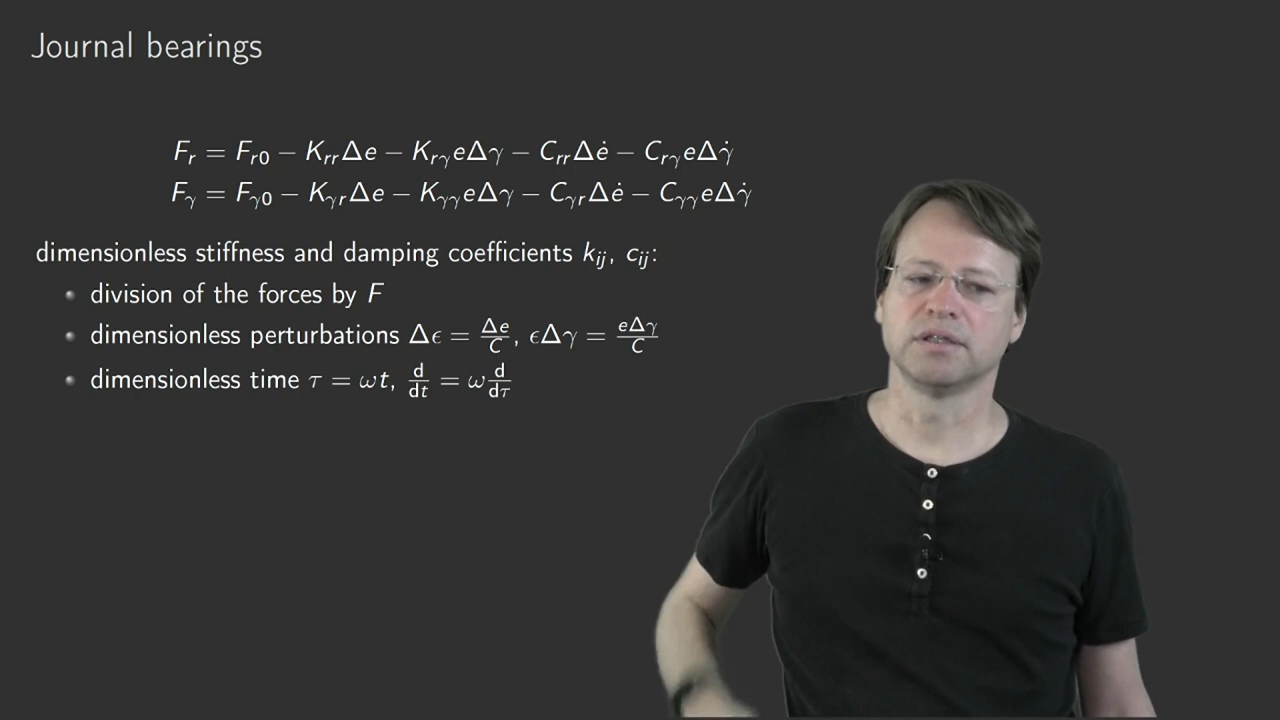 Journal bearings
F_r = F_{r0} − K_{rr}Δe − K_{rγ}eΔγ − C_{rr}Δė − C_{rγ}eΔγ̇
F_γ = F_{γ0} − K_{γr}Δe − K_{γγ}eΔγ − C_{γr}Δė − C_{γγ}eΔγ̇
dimensionless stiffness and damping coefficients k_{ij}, c_{ij}:
division of the forces by F
dimensionless perturbations Δϵ = Δe/C, ϵΔγ = eΔγ/C
dimensionless time τ = ωt, d/dt = ω d/dτ